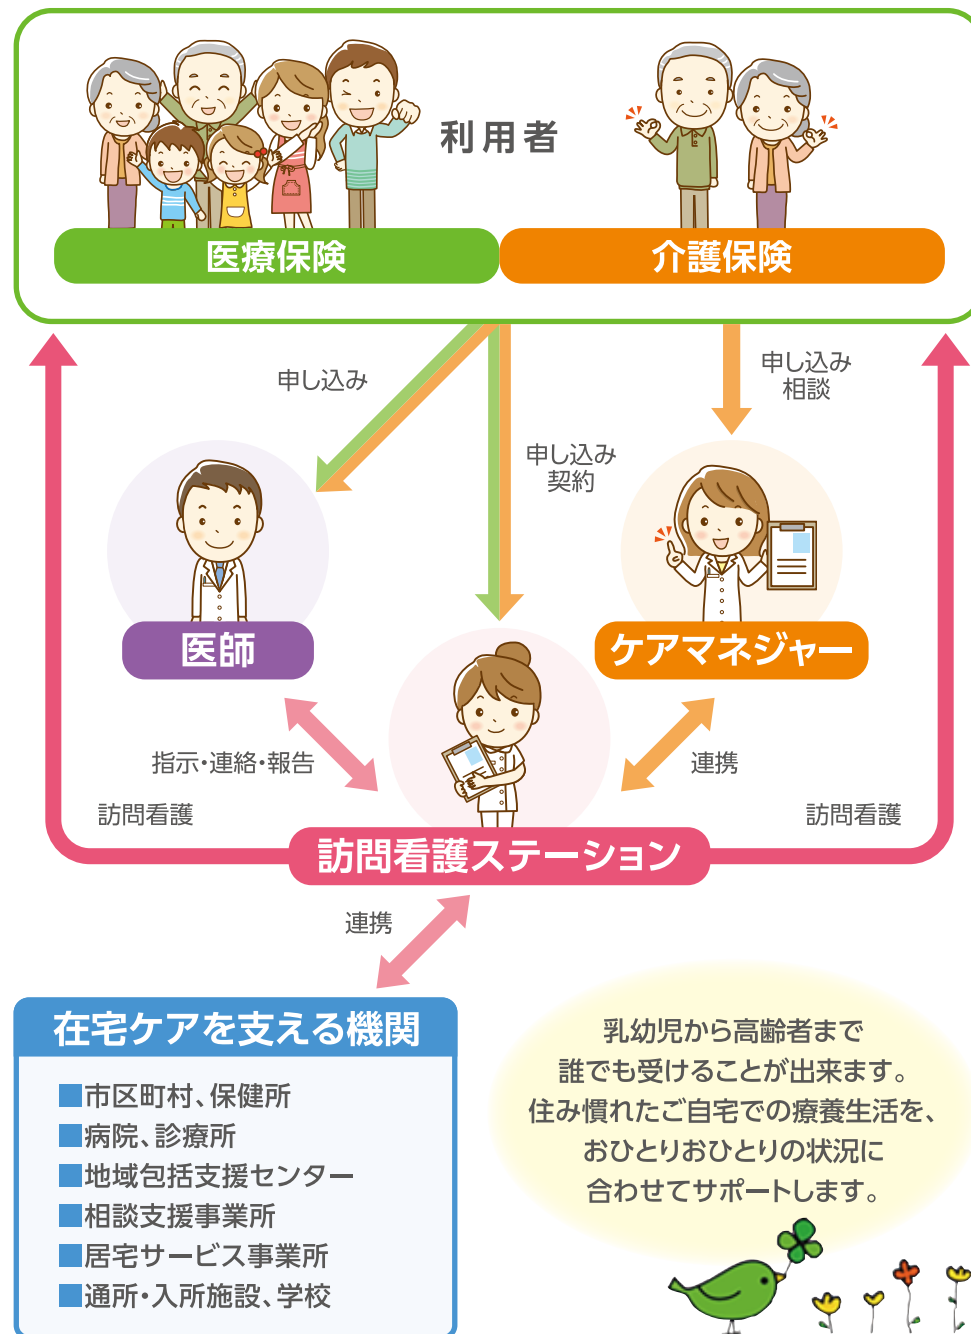 利用者
医療保険
介護保険
申し込み
申し込み
相談
申し込み
契約
医師
ケアマネジャー
指示・連絡・報告
連携
訪問看護
訪問看護
訪問看護ステーション
連携
在宅ケアを支える機関
■市区町村、保健所
■病院、診療所
■地域包括支援センター
■相談支援事業所
■居宅サービス事業所
■通所・入所施設、学校
乳幼児から高齢者まで
誰でも受けることが出来ます。
住み慣れたご自宅での療養生活を、
おひとりおひとりの状況に
合わせてサポートします。